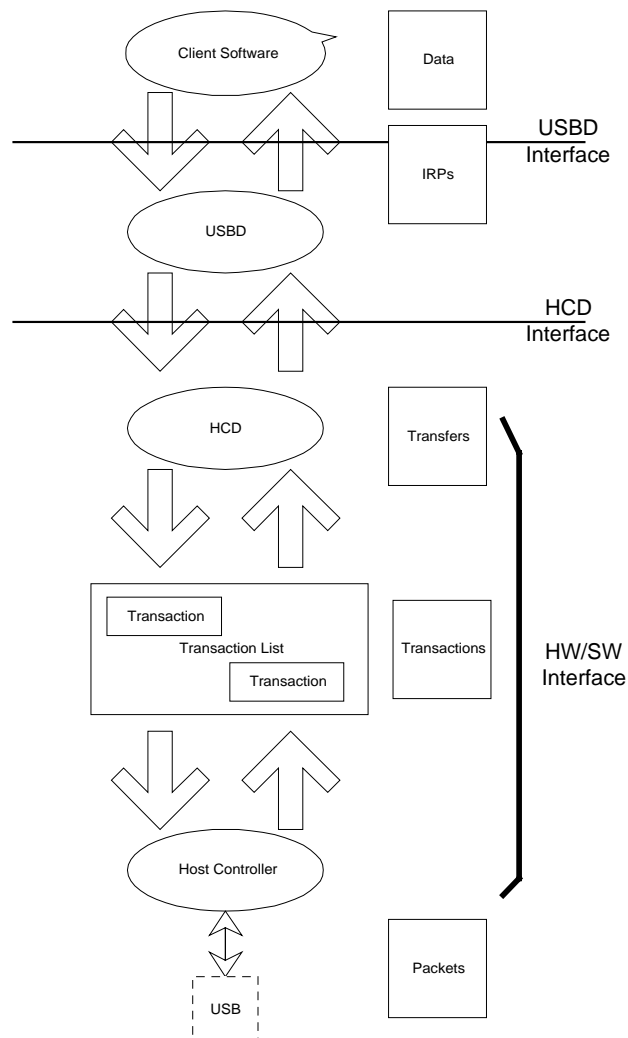 Client Software
Data
USBD
Interface
IRPs
USBD
HCD
Interface
HCD
Transfers
Transaction
Transaction List
Transaction
Transactions
HW/SW
Interface
Host Controller
Packets
USB